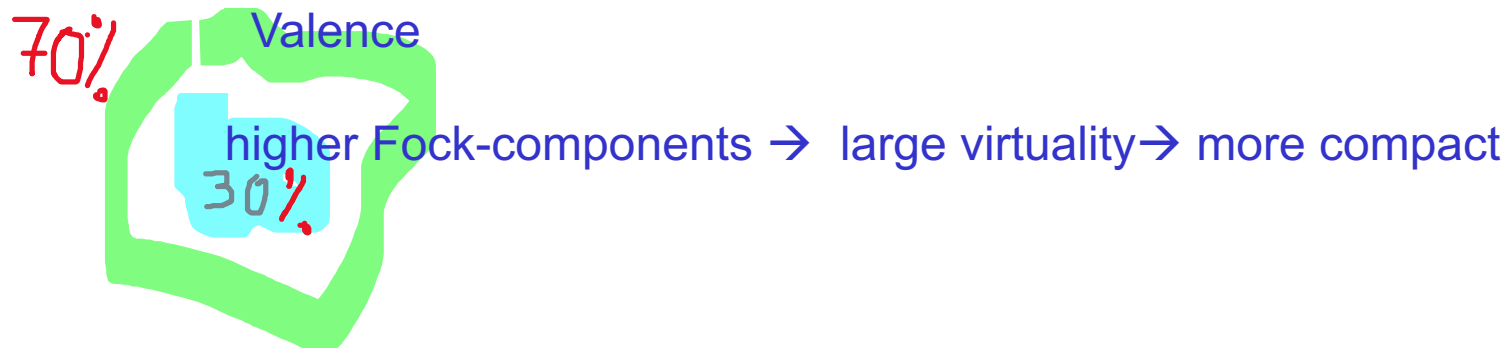 70%
Valence
higher Fock-components → large virtuality→ more compact
30%